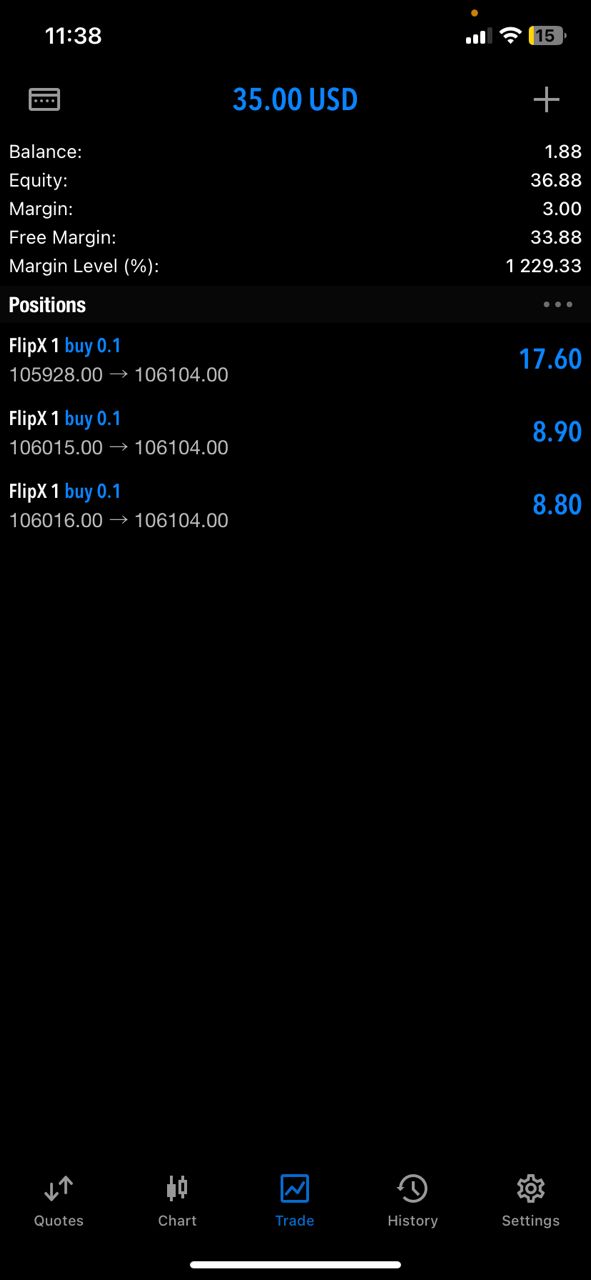 11:38
15
35.00 USD
Balance: 1.88
Equity: 36.88
Margin: 3.00
Free Margin: 33.88
Margin Level (%): 1 229.33
Positions
FlipX 1 buy 0.1
105928.00 → 106104.00 17.60
FlipX 1 buy 0.1
106015.00 → 106104.00 8.90
FlipX 1 buy 0.1
106016.00 → 106104.00 8.80
Quotes Chart Trade History Settings